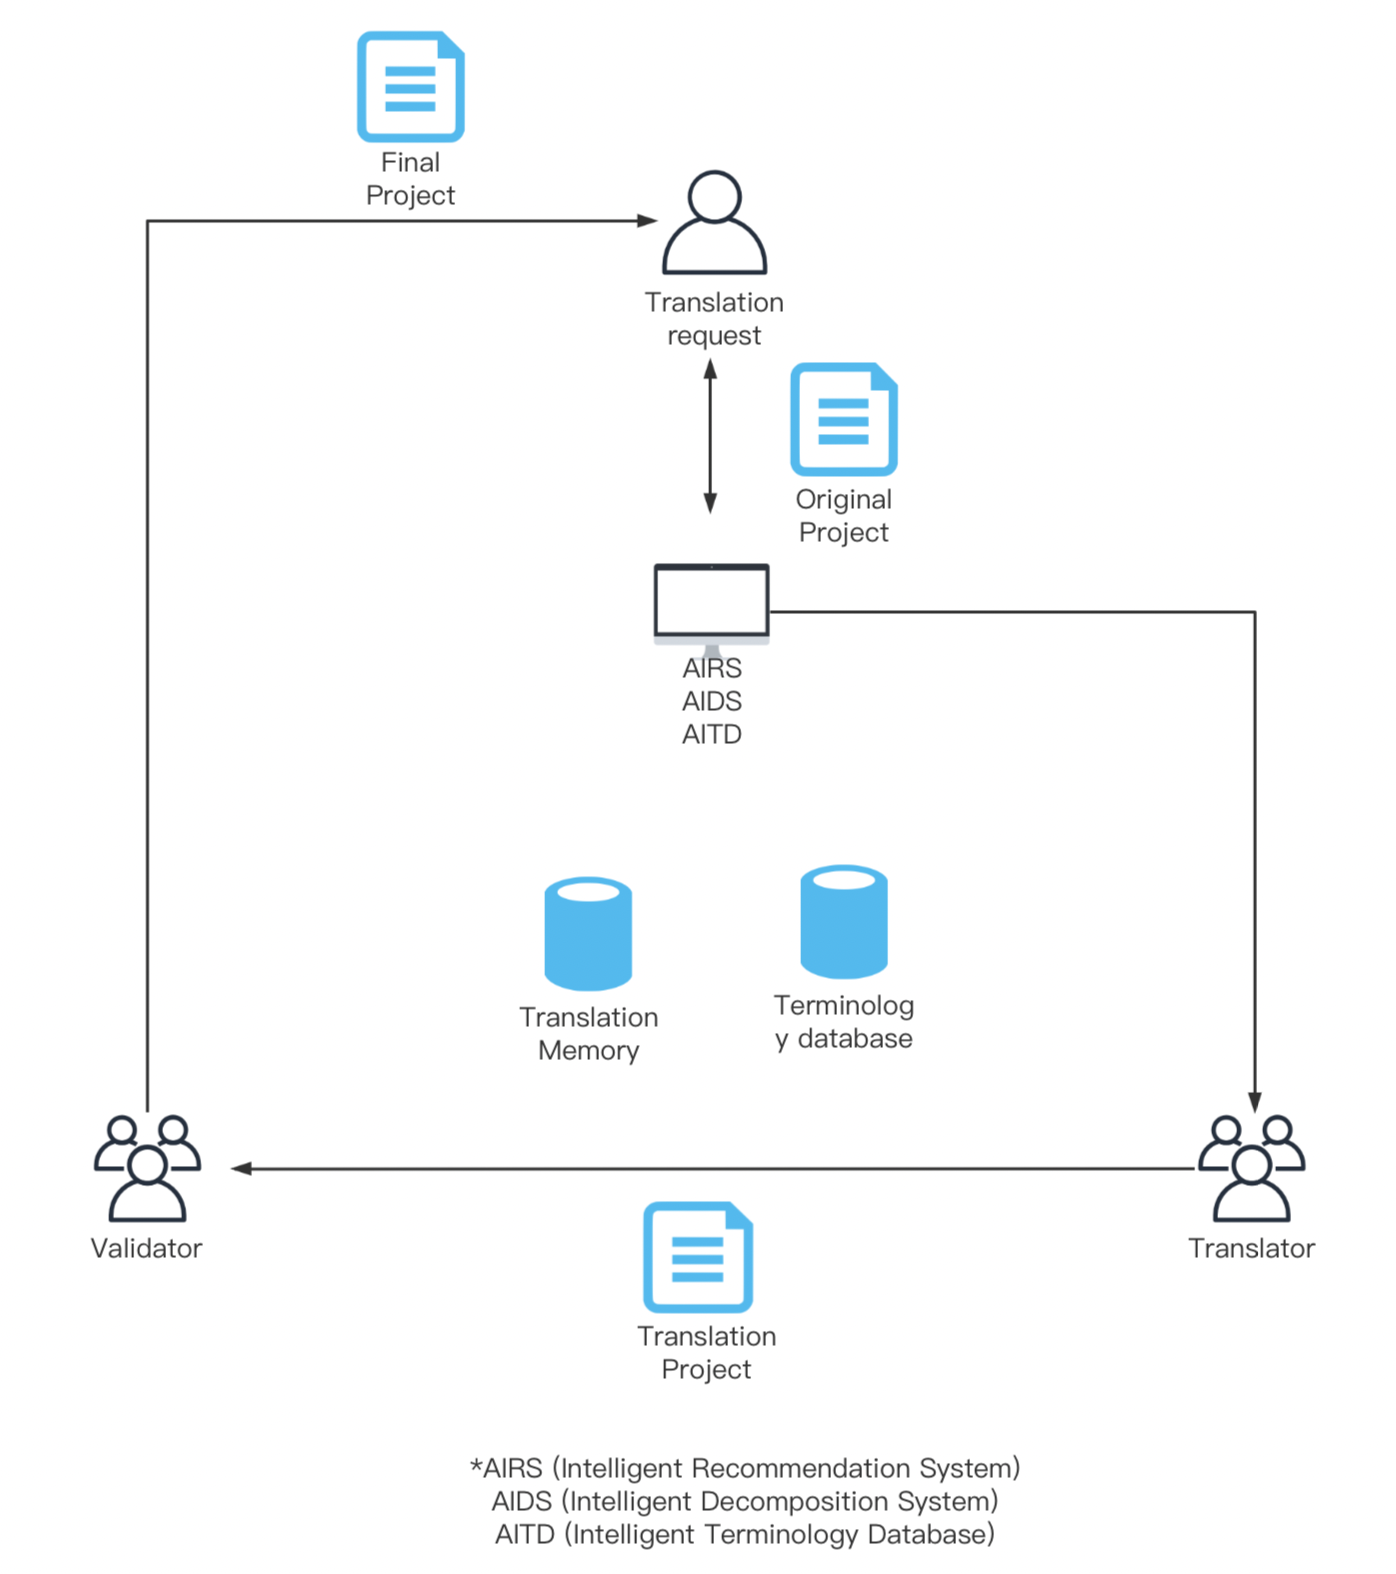 Final
Project
Translation
request
Original
Project
AIRS
AIDS
AITD
Translation
Memory
Terminolog
y database
Validator
Translator
Translation
Project
*AIRS (Intelligent Recommendation System)
AIDS (Intelligent Decomposition System)
AITD (Intelligent Terminology Database)